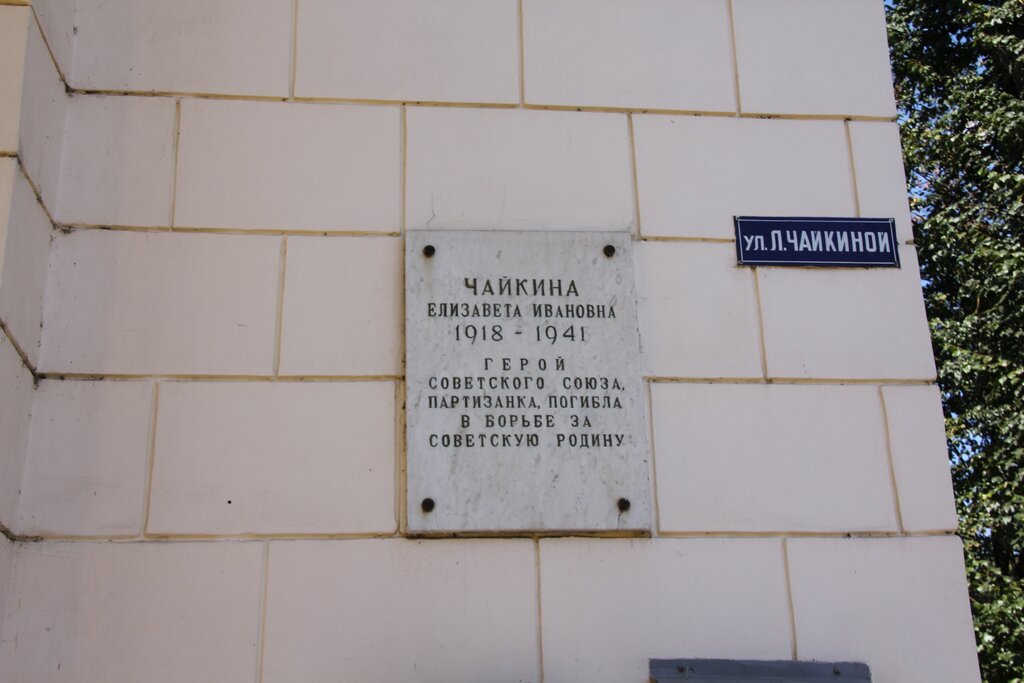 ЧАЙКИНА
ЕЛИЗАВЕТА ИВАНОВНА
1918 - 1941
ГЕРОЙ
СОВЕТСКОГО СОЮЗА,
ПАРТИЗАНКА, ПОГИБЛА
В БОРЬБЕ ЗА
СОВЕТСКУЮ РОДИНУ
УЛ. Л.ЧАЙКИНОЙ